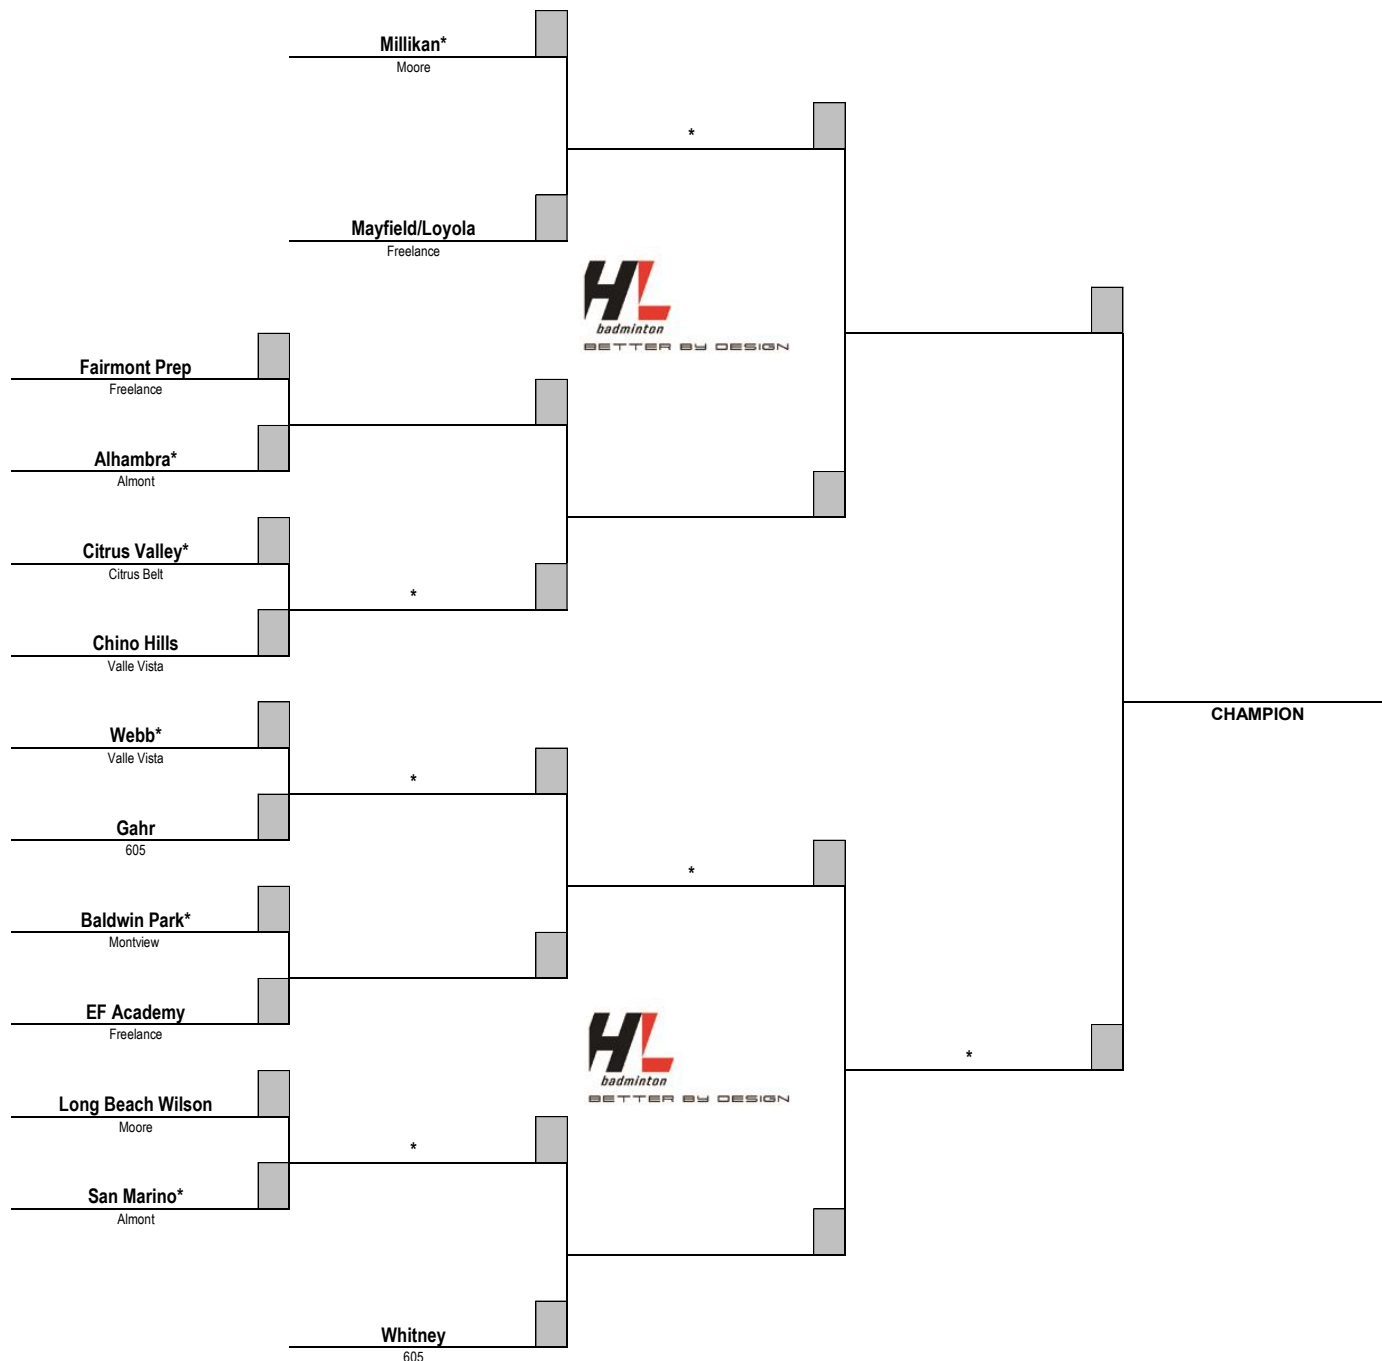 Millikan*
Moore
*
Mayfield/Loyola
Freelance
HL
badminton
BETTER BY DESIGN
Fairmont Prep
Freelance
Alhambra*
Almont
Citrus Valley*
Citrus Belt
*
Chino Hills
Valle Vista
CHAMPION
Webb*
Valle Vista
*
Gahr
605
*
Baldwin Park*
Montview
EF Academy
Freelance
HL
badminton
BETTER BY DESIGN
*
Long Beach Wilson
Moore
*
San Marino*
Almont
Whitney
605